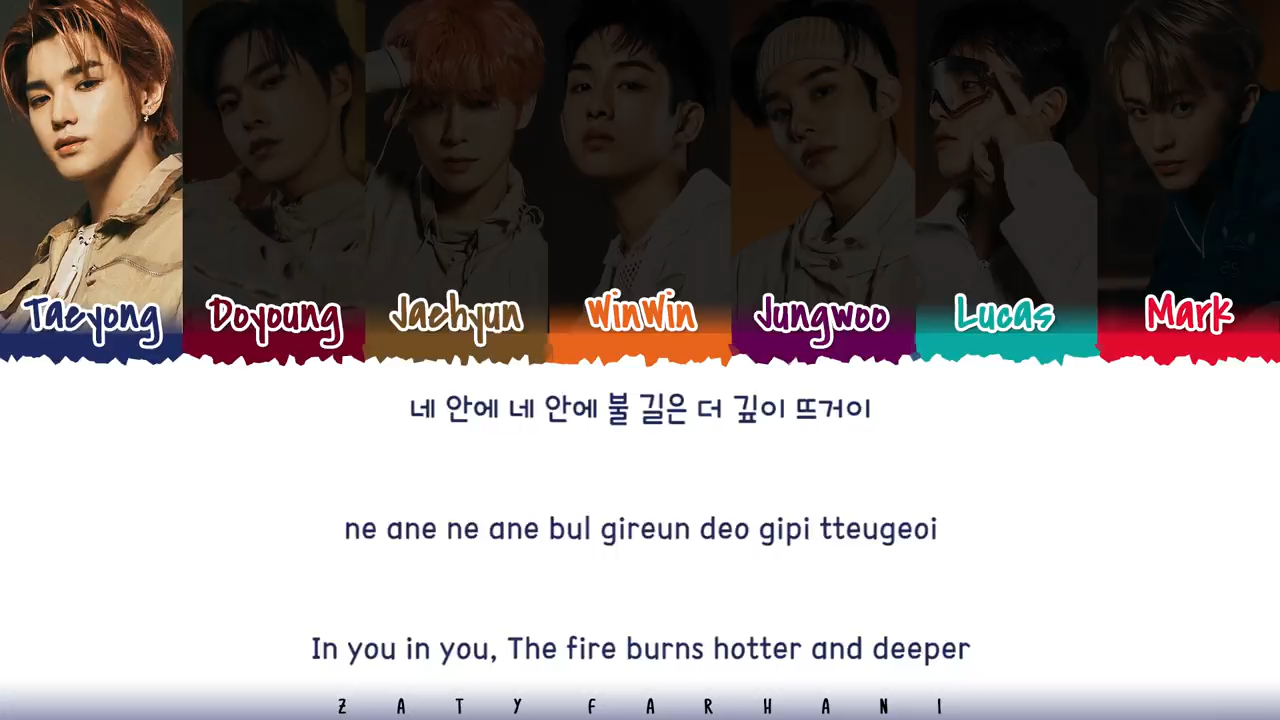 Taeyong Doyoung Jaehyun WinWin Jungwoo Lucas Mark
네 안에 네 안에 불 길은 더 깊이 뜨거이
ne ane ne ane bul gireun deo gipi tteugeoi
In you in you, The fire burns hotter and deeper
ZATY FARHANI